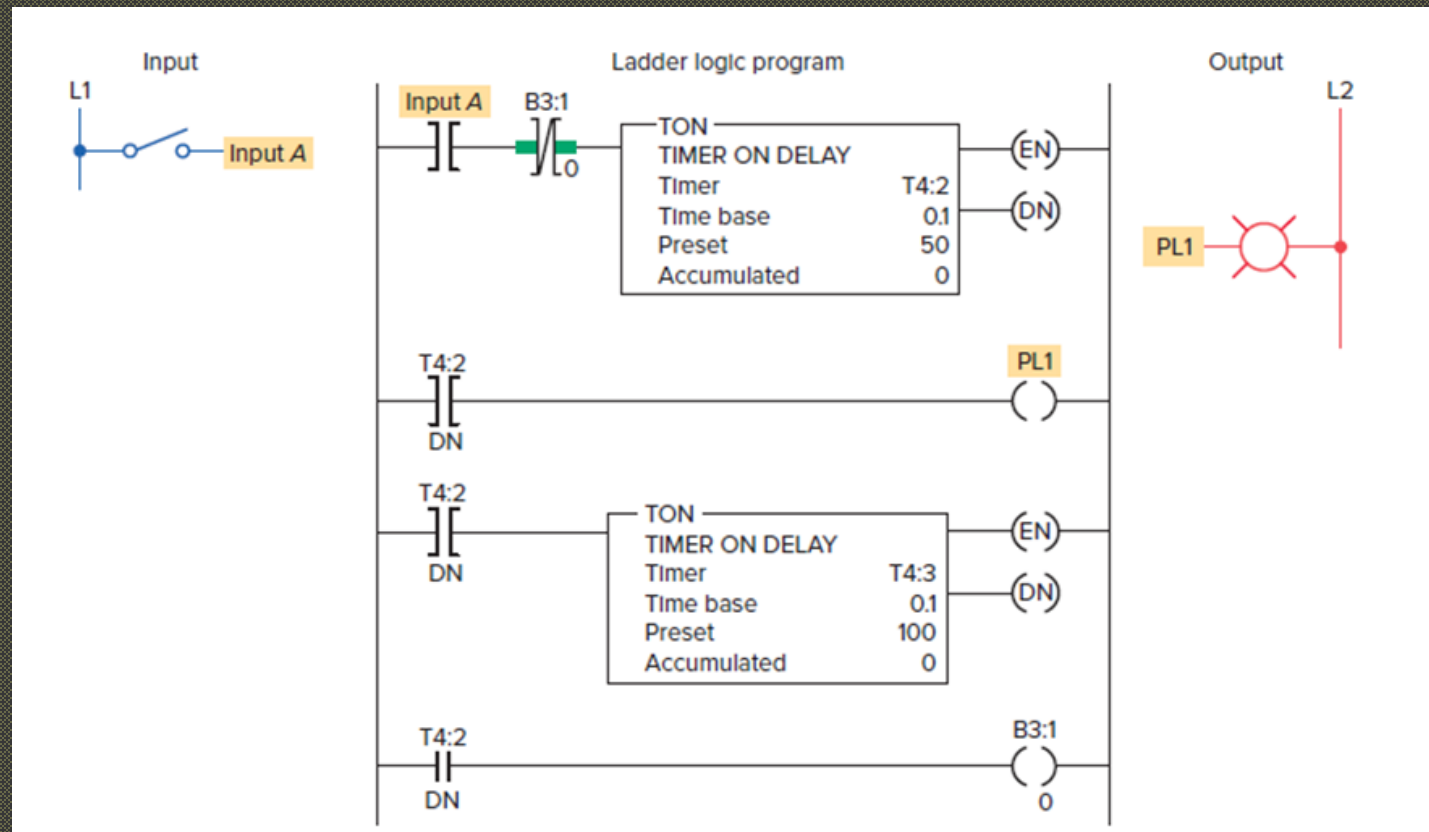 Input
Ladder logic program
Output
L1
L2
Input A
B3:1
0
Input A
TON
TIMER ON DELAY
Timer T4:2
Time base 0.1
Preset 50
Accumulated 0
EN
DN
PL1
T4:2
DN
PL1
T4:2
DN
TON
TIMER ON DELAY
Timer T4:3
Time base 0.1
Preset 100
Accumulated 0
EN
DN
T4:2
DN
B3:1
0